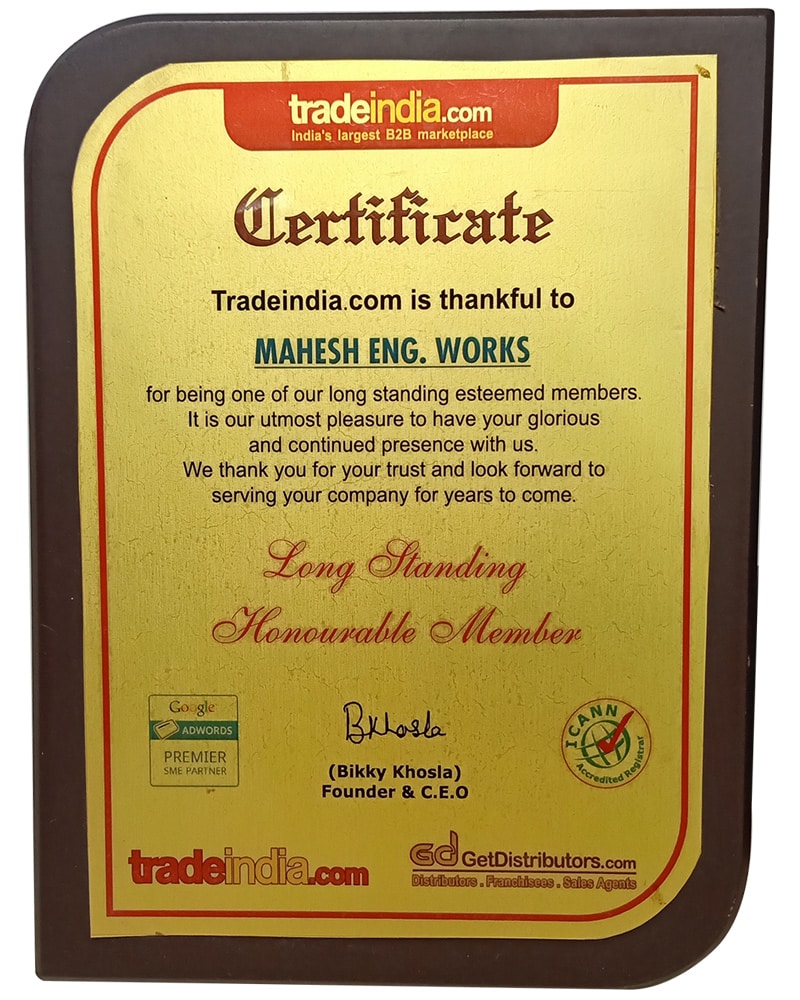 tradeindia.com
India's largest B2B marketplace
Certificate
Tradeindia.com is thankful to
MAHESH ENG. WORKS
for being one of our long standing esteemed members.
It is our utmost pleasure to have your glorious
and continued presence with us.
We thank you for your trust and look forward to
serving your company for years to come.
Long Standing
Honourable Member
Google
ADWORDS
PREMIER
SME PARTNER
BKhosla
(Bikky Khosla)
Founder & C.E.O
ICANN
Accredited Registrar
tradeindia.com
Gd GetDistributors.com
Distributors . Franchisees . Sales Agents